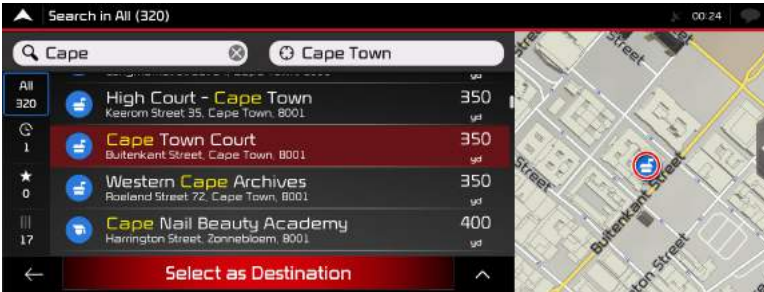 Search in All (320)
00:24
Cape
Cape Town
All
320
yd
High Court - Cape Town
350
Keerom Street 35, Cape Town, 8001
yd
1
Cape Town Court
350
Buitenkant Street, Cape Town, 8001
yd
0
Western Cape Archives
350
Roeland Street 72, Cape Town, 8001
yd
17
Cape Nail Beauty Academy
400
Harrington Street, Zonnebloem, 8001
yd
Select as Destination
Street
Street
Street
Buitenkant Street
Street